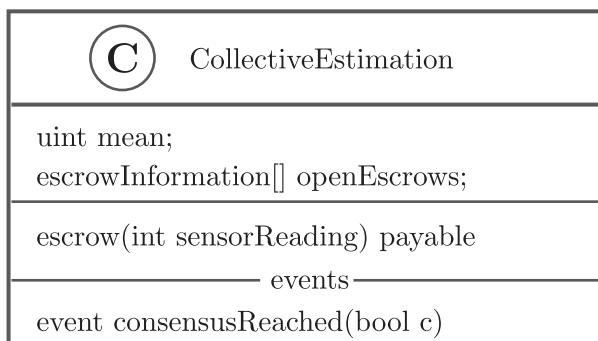 C CollectiveEstimation
uint mean;
escrowInformation[] openEscrows;
escrow(int sensorReading) payable
events
event consensusReached(bool c)